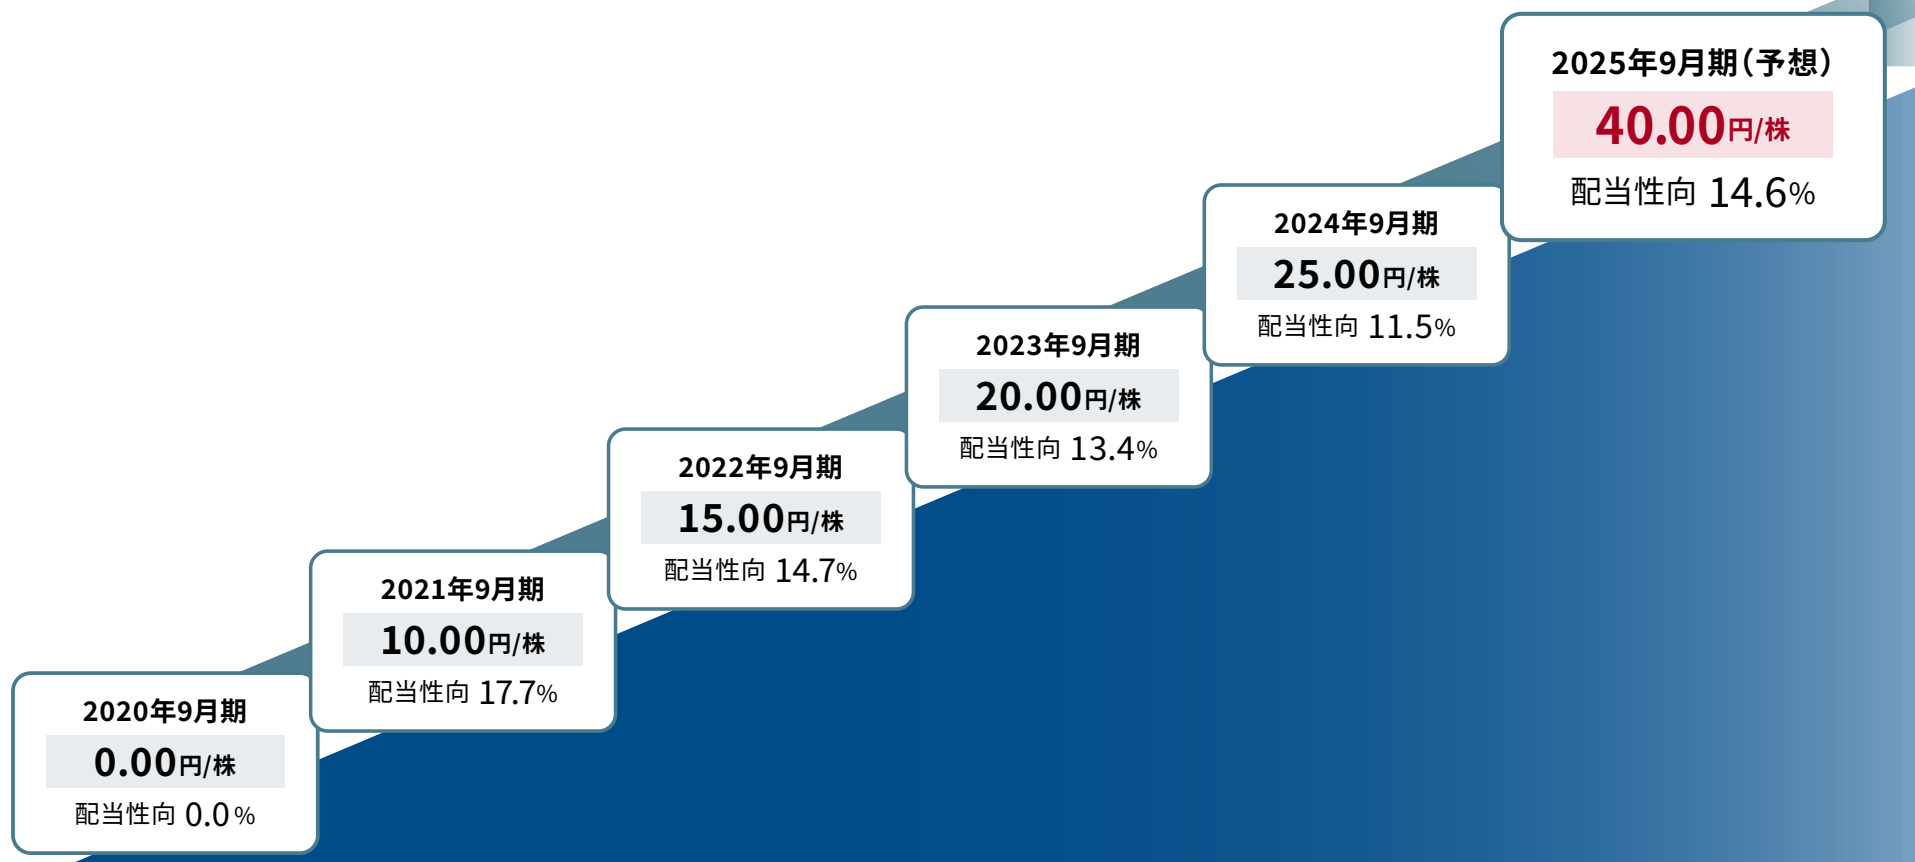 2020年9月期
0.00円/株
配当性向 0.0%
2021年9月期
10.00円/株
配当性向 17.7%
2022年9月期
15.00円/株
配当性向 14.7%
2023年9月期
20.00円/株
配当性向 13.4%
2024年9月期
25.00円/株
配当性向 11.5%
2025年9月期(予想)
40.00円/株
配当性向 14.6%